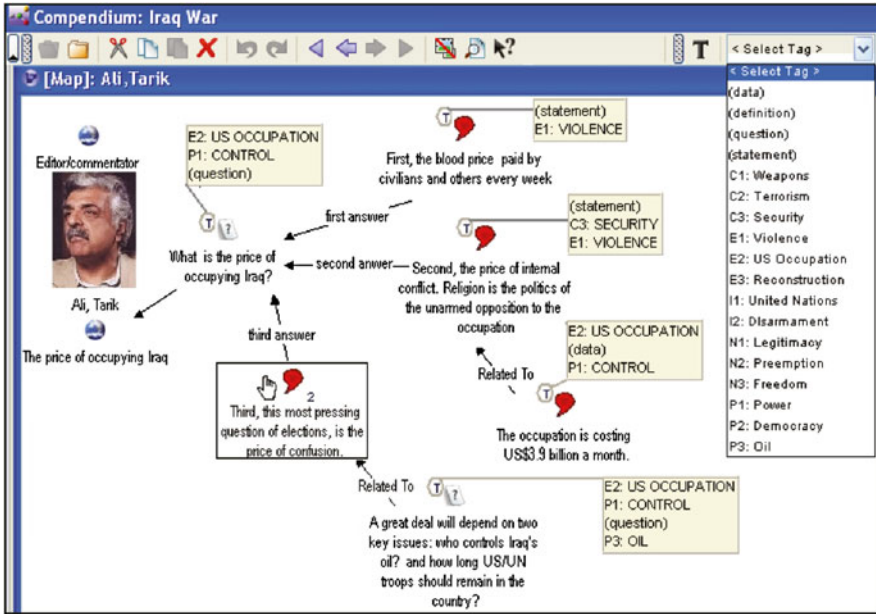 Compendium: Iraq War
T
< Select Tag >
[Map]: Ali,Tarik
< Select Tag >
(data)
(definition)
(question)
(statement)
C1: Weapons
C2: Terrorism
C3: Security
E1: Violence
E2: US Occupation
E3: Reconstruction
I1: United Nations
I2: DIsarmament
N1: Legitimacy
N2: Preemption
N3: Freedom
P1: Power
P2: Democracy
P3: Oil
Editor/commentator
Ali, Tarik
The price of occupying Iraq
E2: US OCCUPATION
P1: CONTROL
(question)
T
?
What is the price of
occupying Iraq?
first answer
T
(statement)
E1: VIOLENCE
First, the blood price paid by
civilians and others every week
second anwer
T
(statement)
C3: SECURITY
E1: VIOLENCE
Second, the price of internal
conflict. Religion is the politics of
the unarmed opposition to the
occupation
third answer
2
Third, this most pressing
question of elections, is the
price of confusion.
Related To
T
E2: US OCCUPATION
(data)
P1: CONTROL
The occupation is costing
US$3.9 billion a month.
Related To
T
?
E2: US OCCUPATION
P1: CONTROL
(question)
P3: OIL
A great deal will depend on two
key issues: who controls Iraq's
oil? and how long US/UN
troops should remain in the
country?